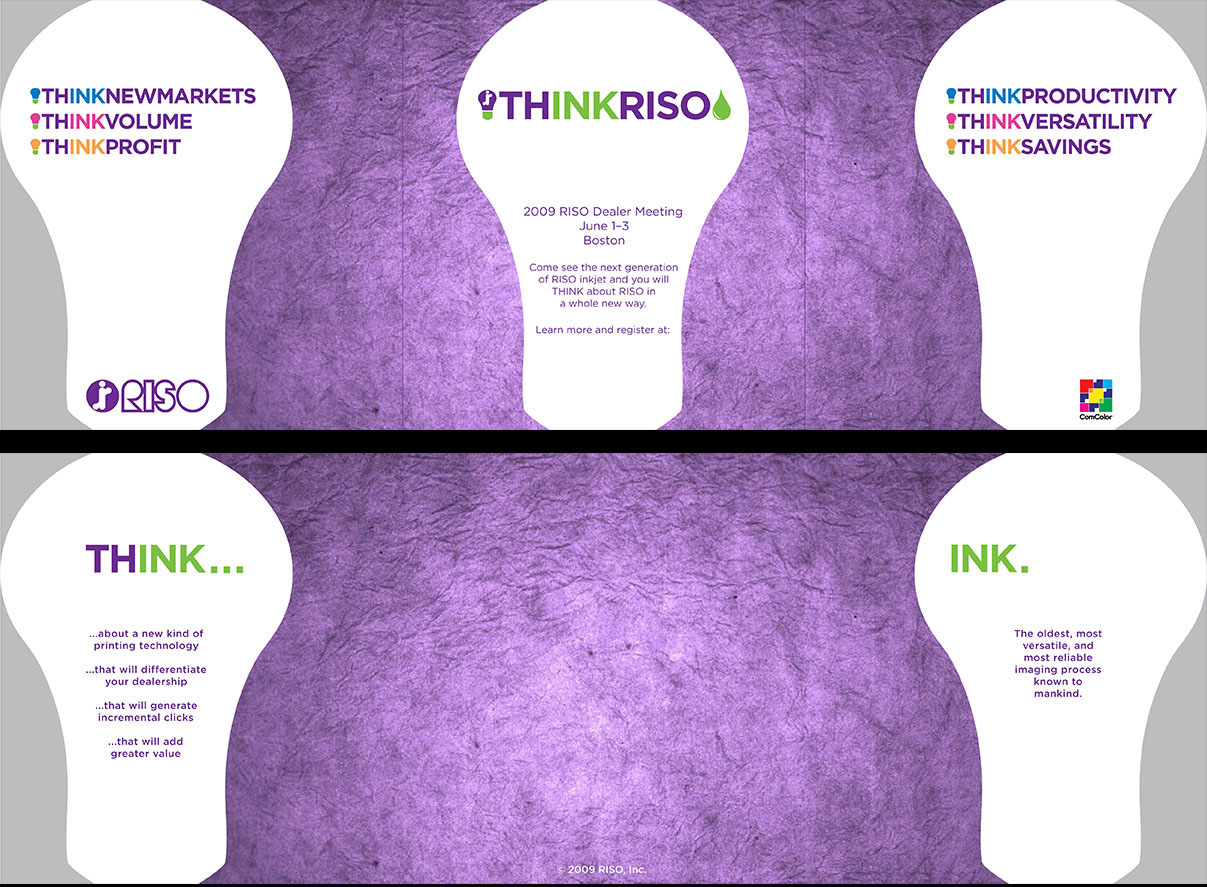 THINKNEWMARKETS
THINKVOLUME
THINKPROFIT
RISO
THINKRISO
2009 RISO Dealer Meeting
June 1–3
Boston
Come see the next generation
of RISO inkjet and you will
THINK about RISO in
a whole new way.
Learn more and register at:
THINKPRODUCTIVITY
THINKVERSATILITY
THINKSAVINGS
ComColor
THINK...
...about a new kind of
printing technology
...that will differentiate
your dealership
...that will generate
incremental clicks
...that will add
greater value
© 2009 RISO, Inc.
INK.
The oldest, most
versatile, and
most reliable
imaging process
known to
mankind.